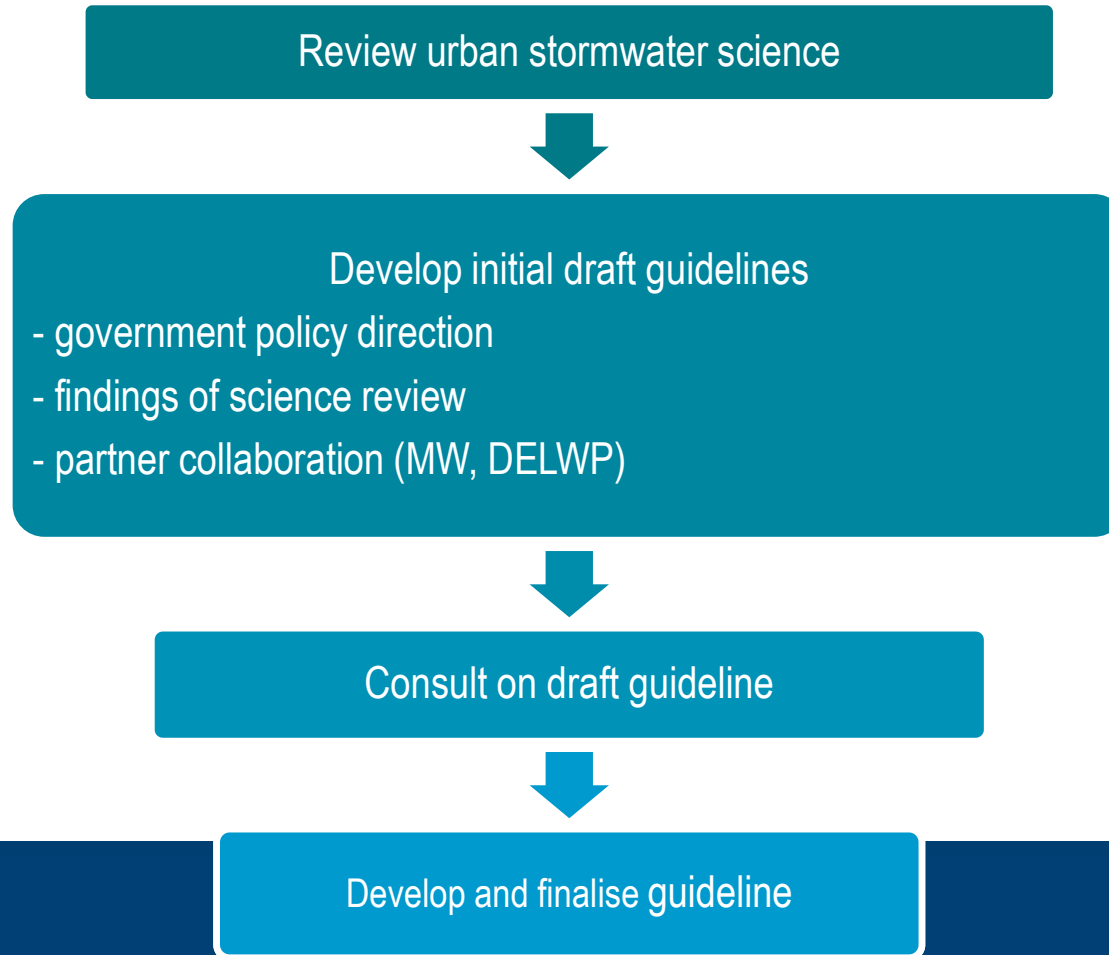 Review urban stormwater science
Develop initial draft guidelines
- government policy direction
- findings of science review
- partner collaboration (MW, DELWP)
Consult on draft guideline
Develop and finalise guideline